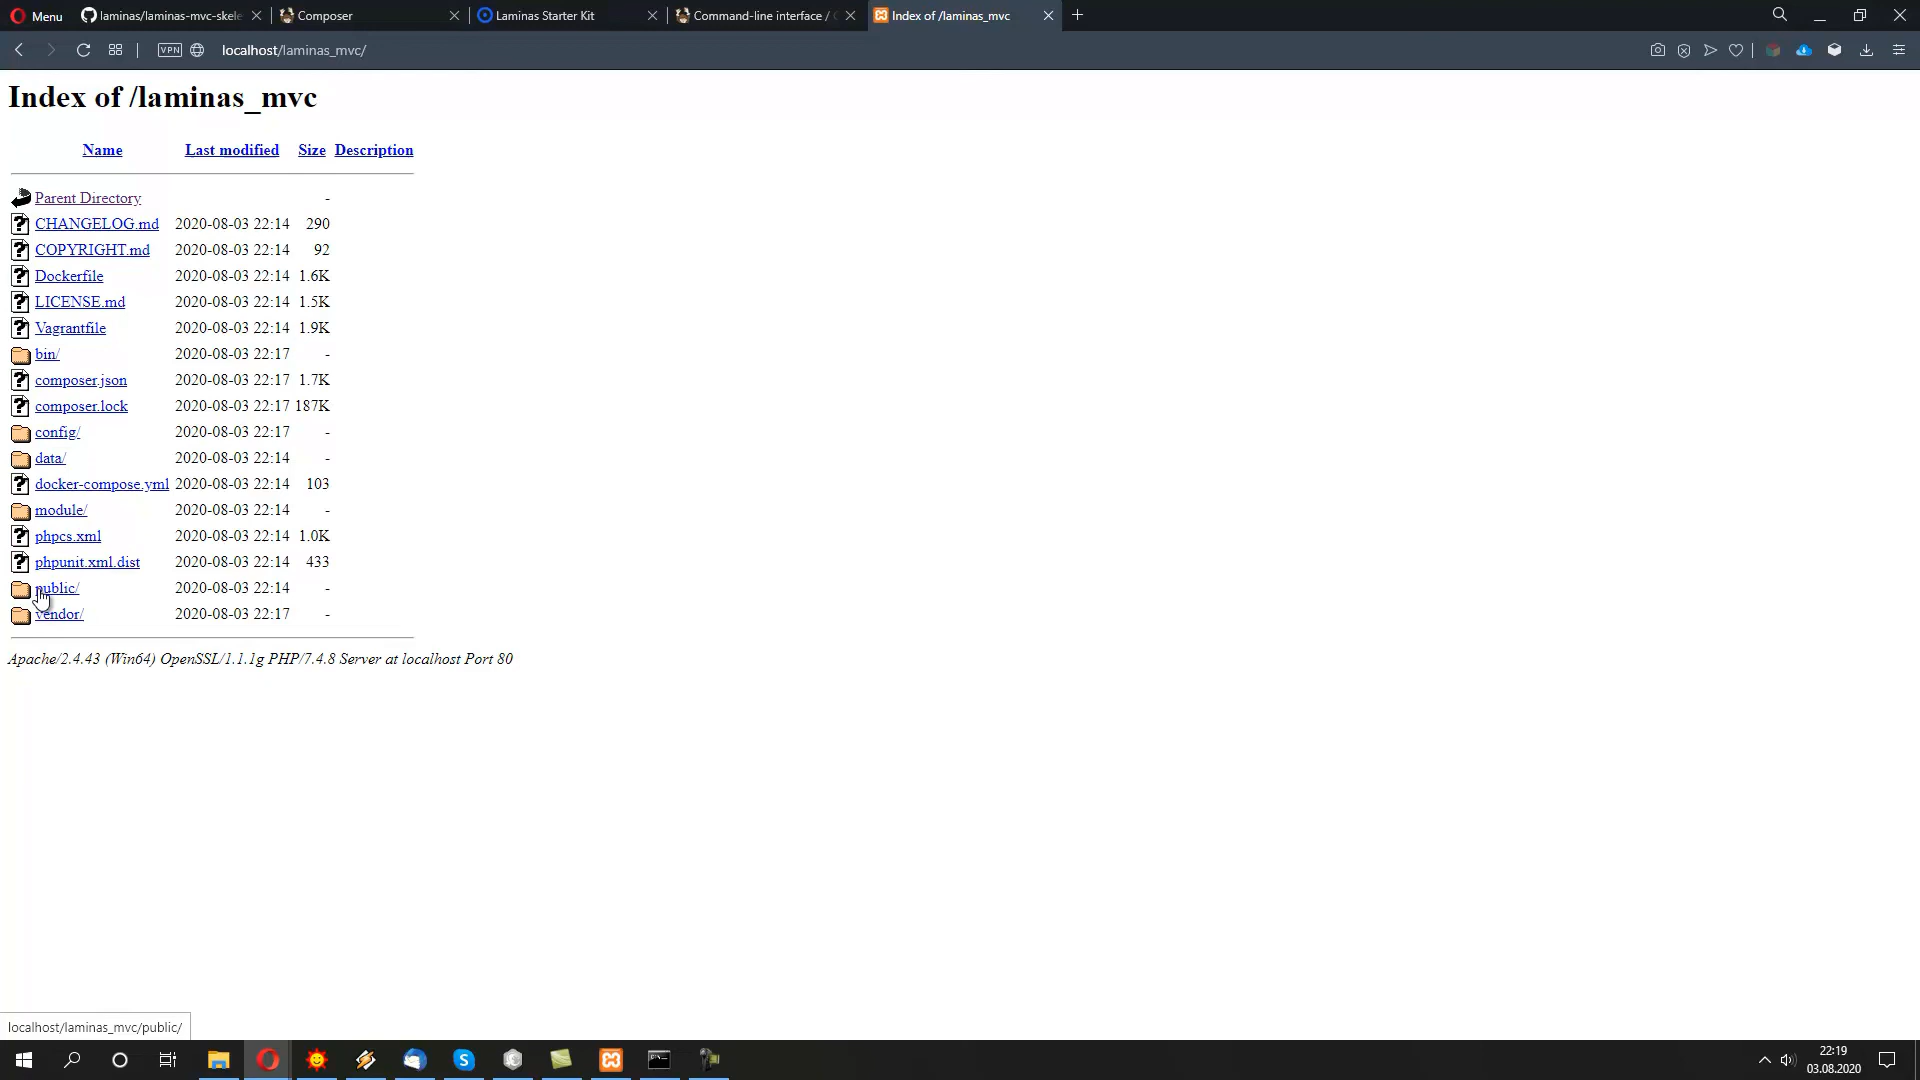 Menu laminas/laminas-mvc-skele Composer Laminas Starter Kit Command-line interface / Index of /laminas_mvc
VPN localhost/laminas_mvc/
Index of /laminas_mvc
Name Last modified Size Description
Parent Directory -
CHANGELOG.md 2020-08-03 22:14 290
COPYRIGHT.md 2020-08-03 22:14 92
Dockerfile 2020-08-03 22:14 1.6K
LICENSE.md 2020-08-03 22:14 1.5K
Vagrantfile 2020-08-03 22:14 1.9K
bin/ 2020-08-03 22:17 -
composer.json 2020-08-03 22:17 1.7K
composer.lock 2020-08-03 22:17 187K
config/ 2020-08-03 22:17 -
data/ 2020-08-03 22:14 -
docker-compose.yml 2020-08-03 22:14 103
module/ 2020-08-03 22:14 -
phpcs.xml 2020-08-03 22:14 1.0K
phpunit.xml.dist 2020-08-03 22:14 433
public/ 2020-08-03 22:14 -
vendor/ 2020-08-03 22:17 -
Apache/2.4.43 (Win64) OpenSSL/1.1.1g PHP/7.4.8 Server at localhost Port 80
localhost/laminas_mvc/public/
22:19
03.08.2020